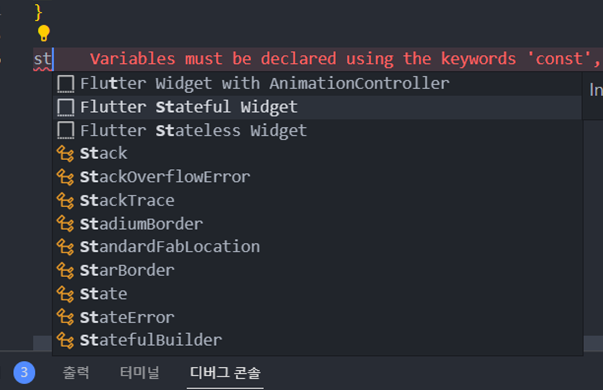 }
st Variables must be declared using the keywords 'const',
Flutter Widget with AnimationController
Flutter Stateful Widget
In
Flutter Stateless Widget
Stack
StackOverflowError
StackTrace
StadiumBorder
StandardFabLocation
StarBorder
State
StateError
StatefulBuilder
3 출력 터미널 디버그 콘솔